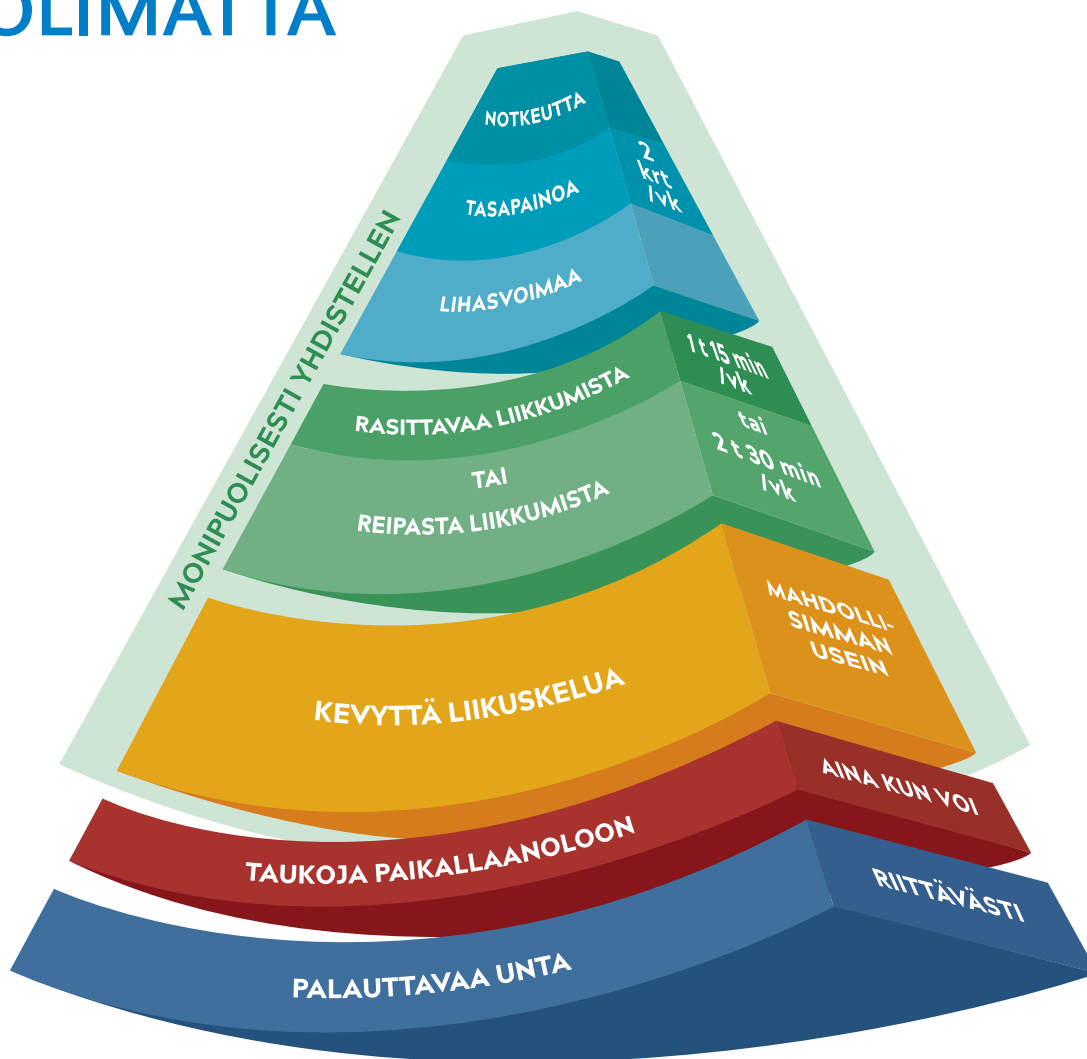 OLIMATTA
NOTKEUTTA
TASAPAINOA
LIHASVOIMAA
2
krt
/vk
MONIPUOLISESTI YHDISTELLEN
RASITTAVAA LIIKKUMISTA
1 t 15 min
/vk
TAI
REIPASTA LIIKKUMISTA
tai
2 t 30 min
/vk
KEVYTTÄ LIIKUSKELUA
MAHDOLLI-
SIMMAN
USEIN
TAUKOJA PAIKALLAANOLOON
AINA KUN VOI
PALAUTTAVAA UNTA
RIITTÄVÄSTI